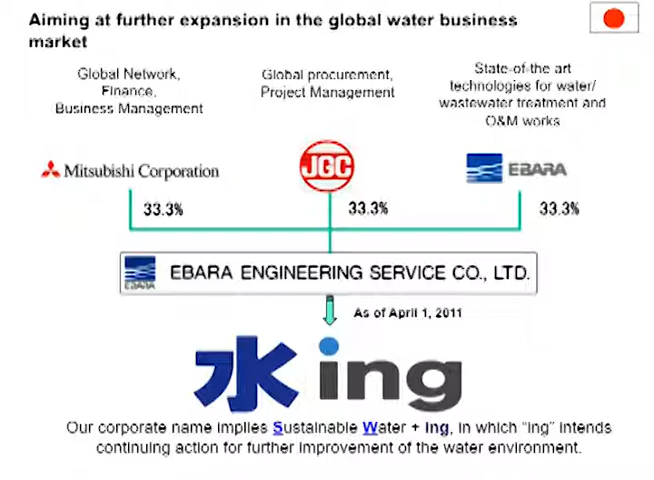 Aiming at further expansion in the global water business
market
Global Network,
Finance,
Business Management
Global procurement,
Project Management
State-of-the art
technologies for water/
wastewater treatment and
O&M works
Mitsubishi Corporation
JGC
EBARA
33.3%
33.3%
33.3%
EBARA
EBARA ENGINEERING SERVICE CO., LTD.
As of April 1, 2011
水ing
Our corporate name implies Sustainable Water + ing, in which “ing” intends
continuing action for further improvement of the water environment.